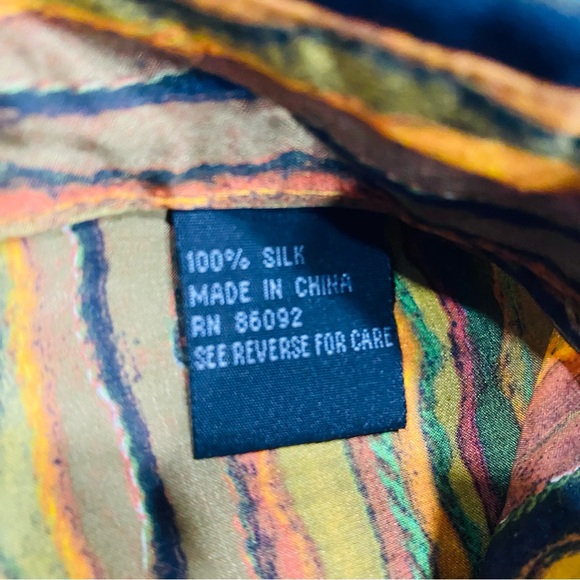 100% SILK
MADE IN CHINA
RN 86092
SEE REVERSE FOR CARE